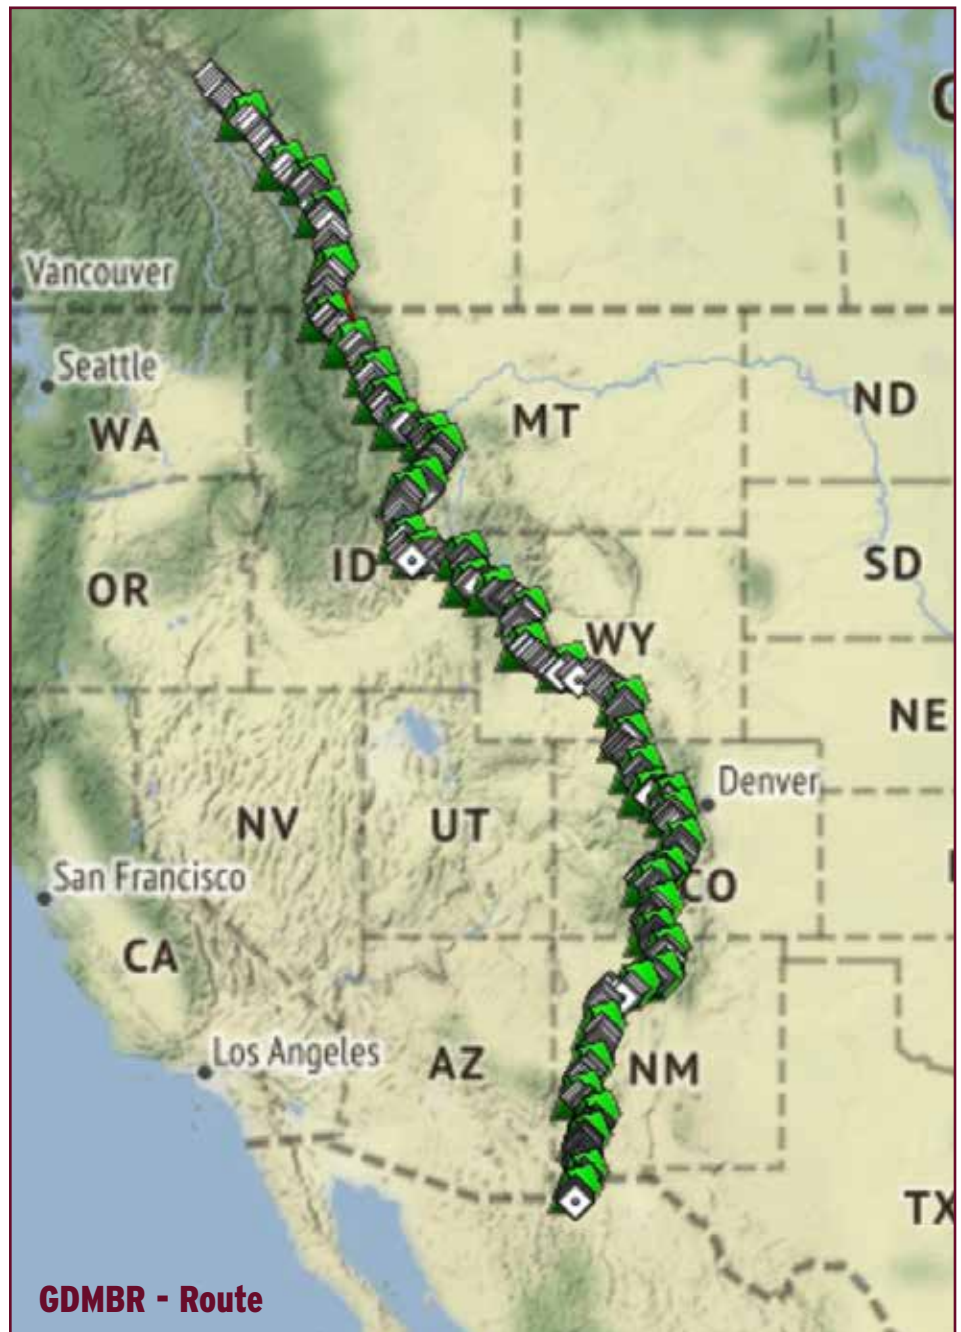 C
Vancouver
Seattle
WA
MT
ND
OR
ID
SD
WY
NE
Denver
NV
UT
San Francisco
CO
CA
Los Angeles
AZ
NM
TX
GDMBR - Route